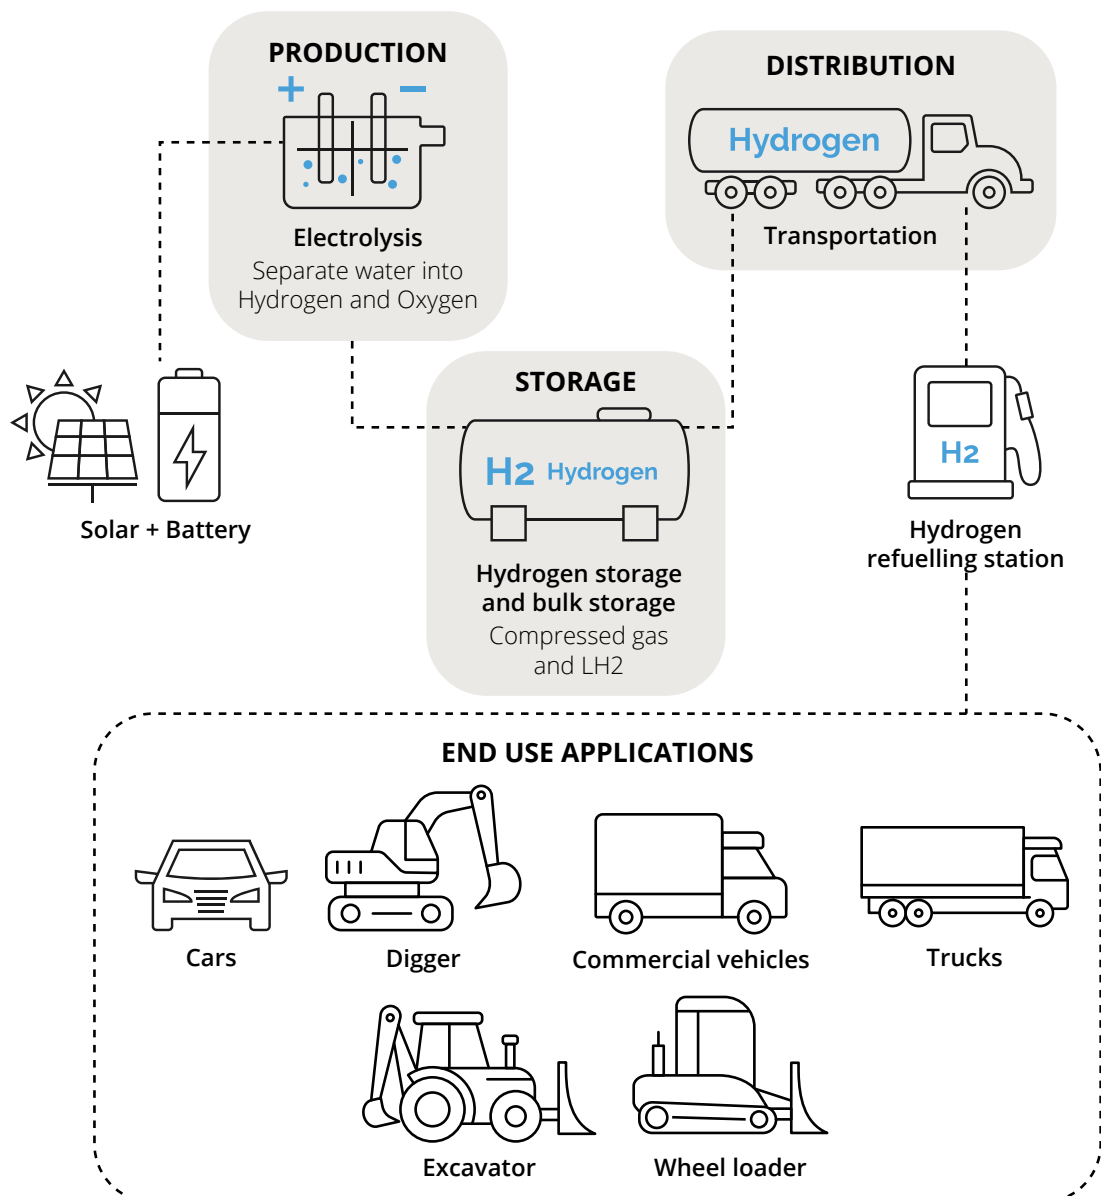 PRODUCTION
+ −
Electrolysis
Separate water into
Hydrogen and Oxygen
DISTRIBUTION
Hydrogen
Transportation
Solar + Battery
STORAGE
H2 Hydrogen
Hydrogen storage
and bulk storage
Compressed gas
and LH2
H2
Hydrogen
refuelling station
END USE APPLICATIONS
Cars
Digger
Commercial vehicles
Trucks
Excavator
Wheel loader